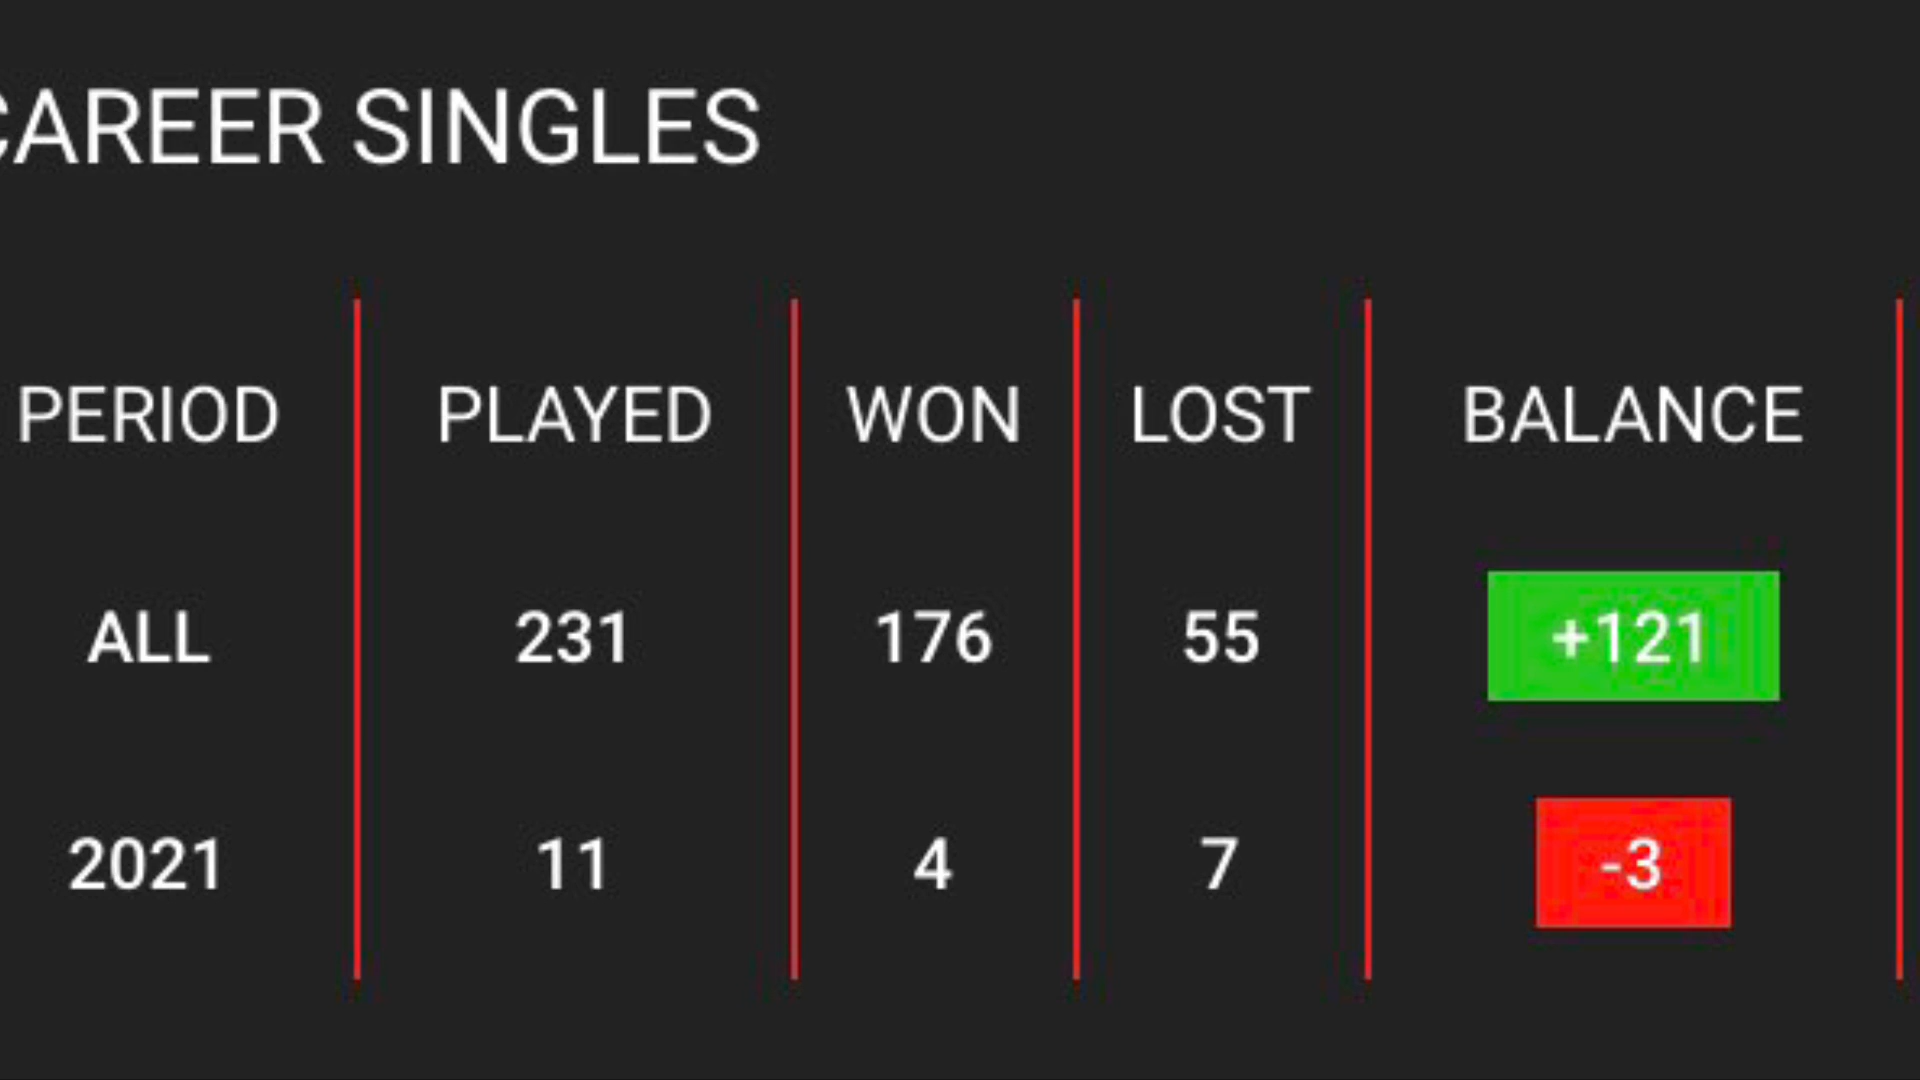 CAREER SINGLES
PERIOD PLAYED WON LOST BALANCE
ALL 231 176 55 +121
2021 11 4 7 -3